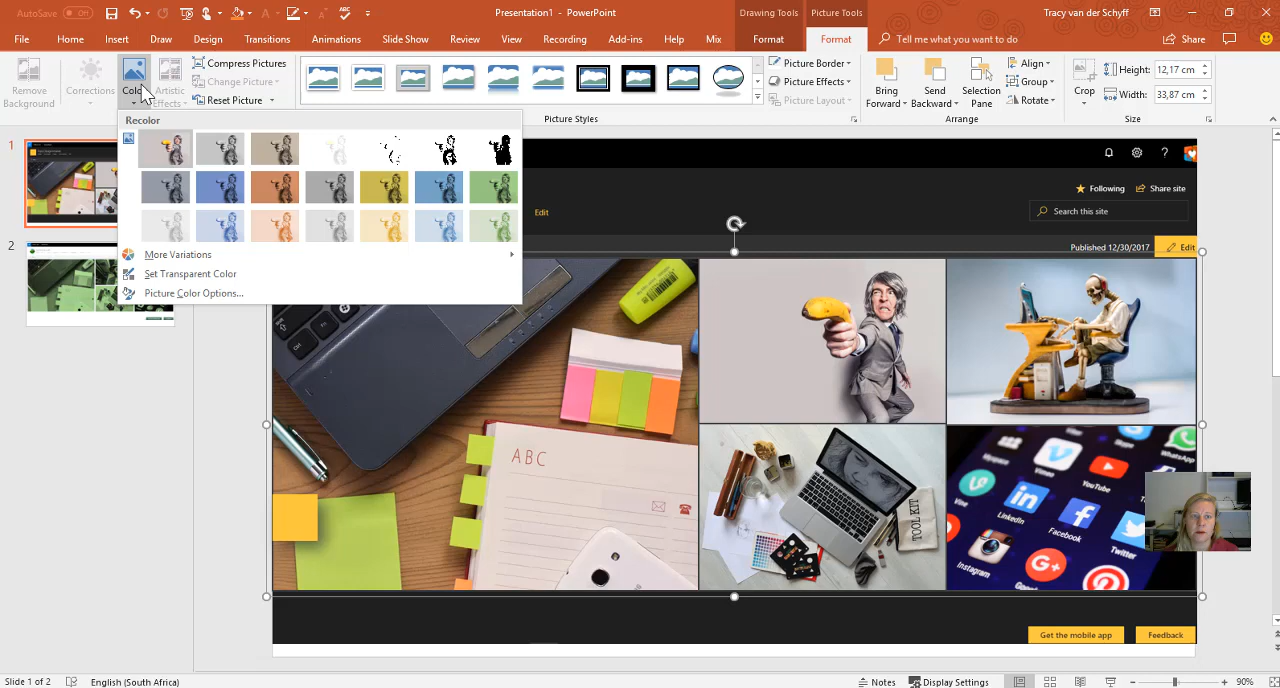 AutoSave Off
Presentation1 - PowerPoint
Drawing Tools
Picture Tools
Tracy van der Schyff
File Home Insert Draw Design Transitions Animations Slide Show Review View Recording Add-ins Help Mix Format Format Tell me what you want to do Share
Remove Background
Corrections
Color
Artistic Effects
Compress Pictures
Change Picture
Reset Picture
Picture Border
Picture Effects
Picture Layout
Bring Forward
Send Backward
Selection Pane
Align
Group
Rotate
Crop
Height: 12,17 cm
Width: 33,87 cm
Picture Styles
Arrange
Size
Recolor
More Variations
Set Transparent Color
Picture Color Options...
1
2
Edit
Following
Share site
Search this site
Published 12/30/2017
Edit
Ctrl
ABC
TOOL KIT
WhatsApp
Vimeo
YouTube
Vine
LinkedIn
Facebook
Twitter
Instagram
Google
Get the mobile app
Feedback
Slide 1 of 2
English (South Africa)
Notes
Display Settings
90%